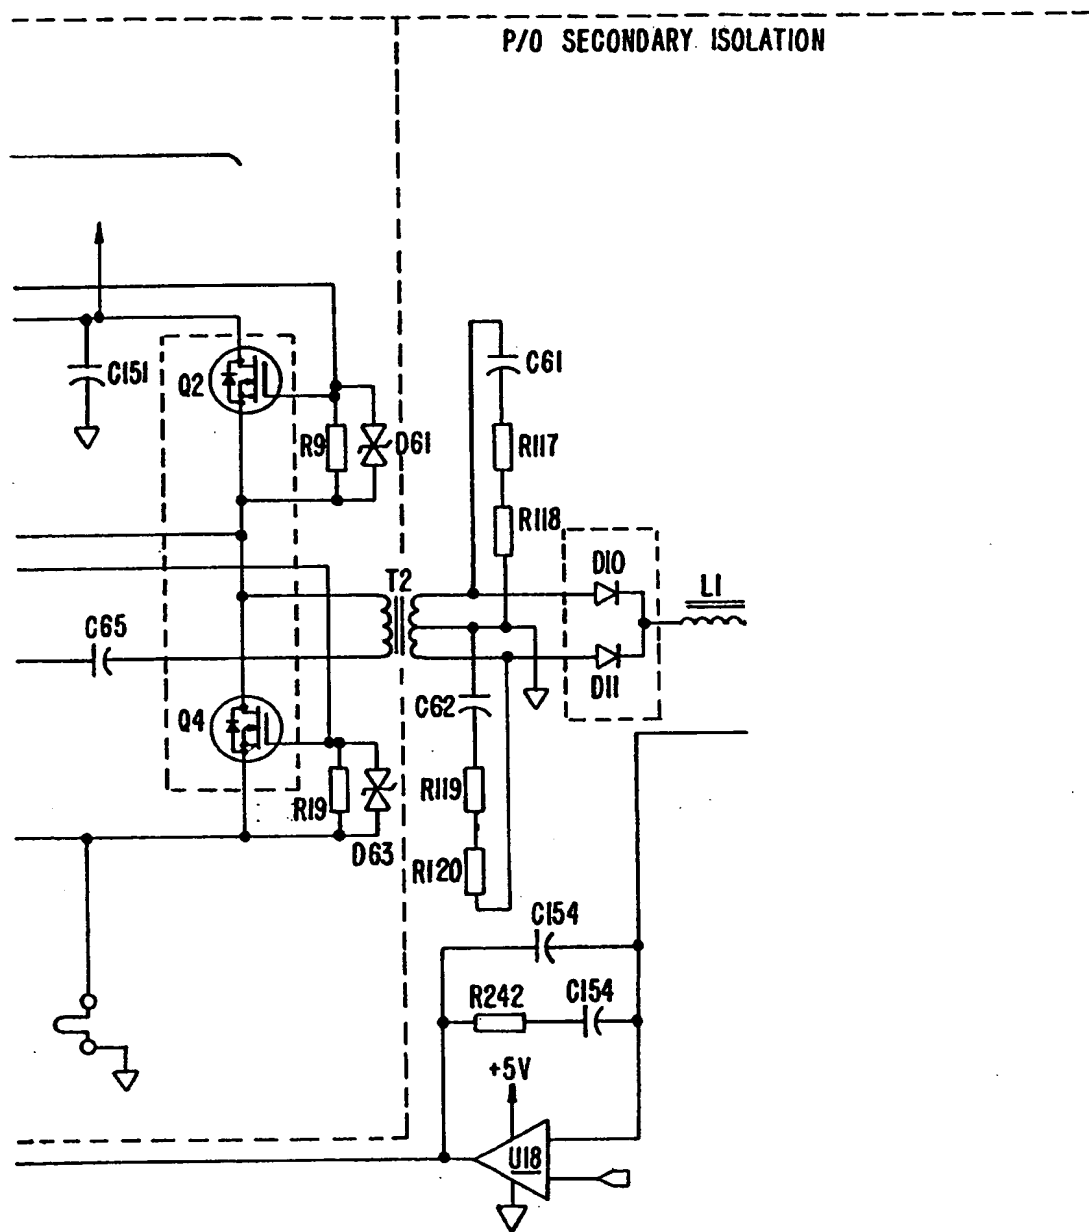 P/O SECONDARY ISOLATION
C151
Q2
C61
R9
D61
R117
R118
D10
T2
L1
C65
D11
C62
Q4
R119
R19
D63
R120
C154
R242
C154
+5V
U18